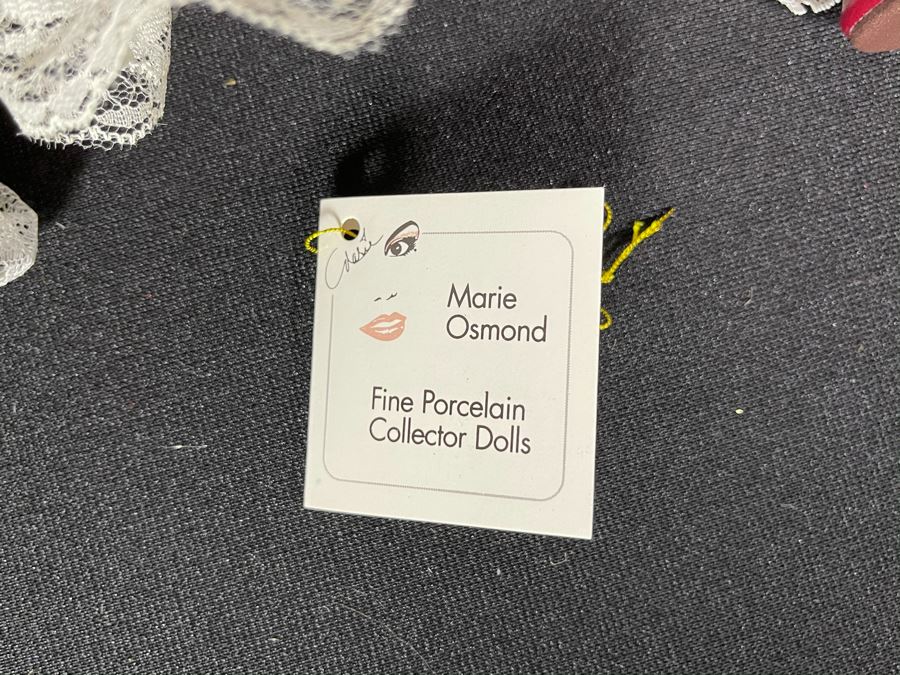 Marie
Osmond
Fine Porcelain
Collector Dolls